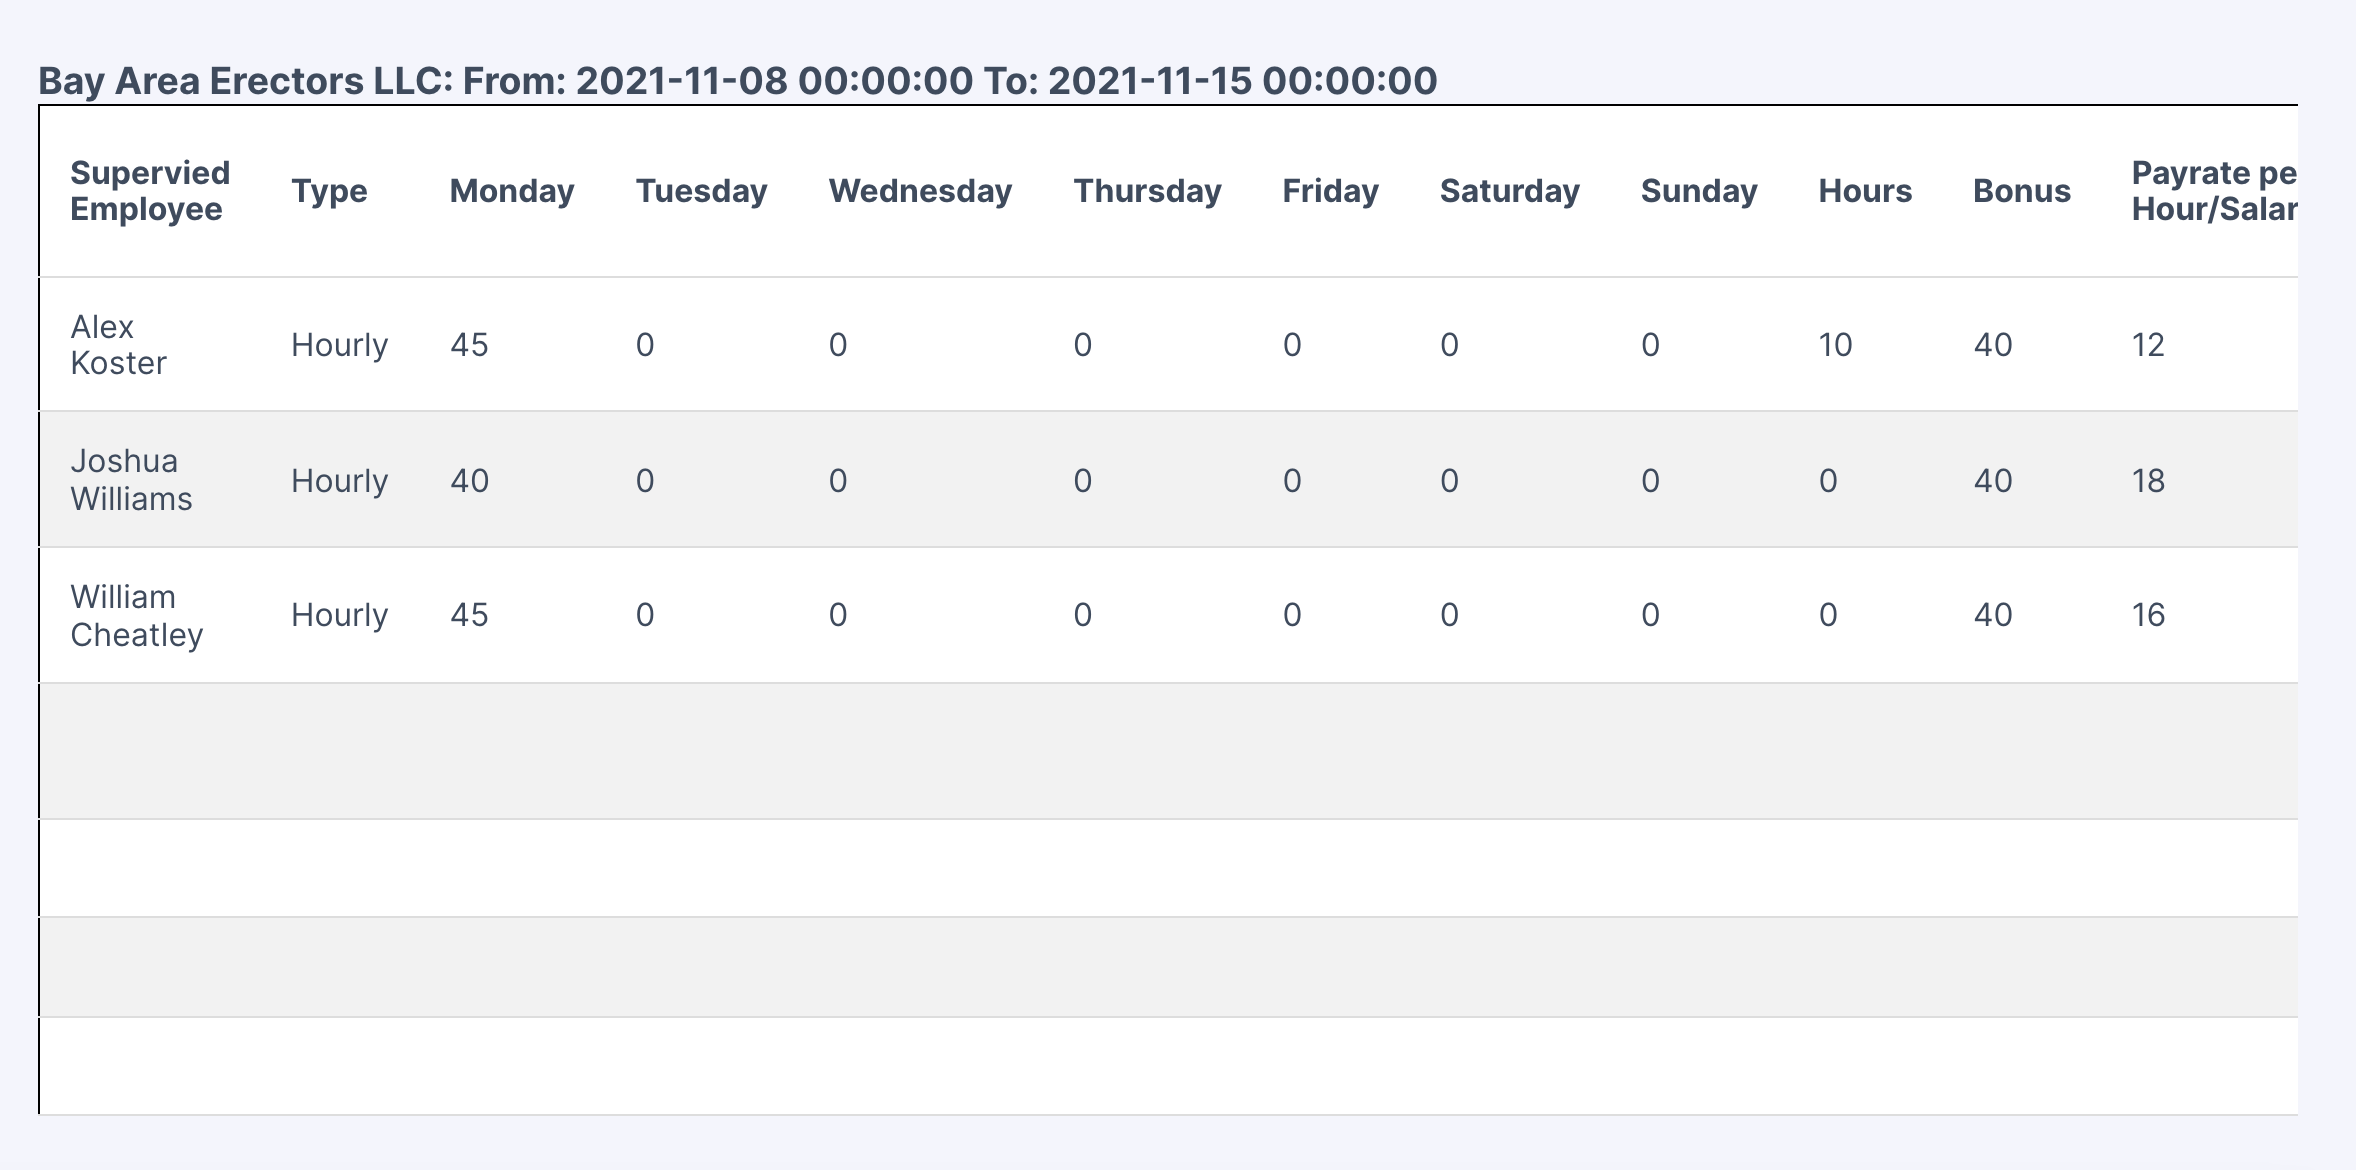 Bay Area Erectors LLC: From: 2021-11-08 00:00:00 To: 2021-11-15 00:00:00
Supervied Employee Type Monday Tuesday Wednesday Thursday Friday Saturday Sunday Hours Bonus Payrate pe Hour/Salar
Alex Koster Hourly 45 0 0 0 0 0 0 10 40 12
Joshua Williams Hourly 40 0 0 0 0 0 0 0 40 18
William Cheatley Hourly 45 0 0 0 0 0 0 0 40 16